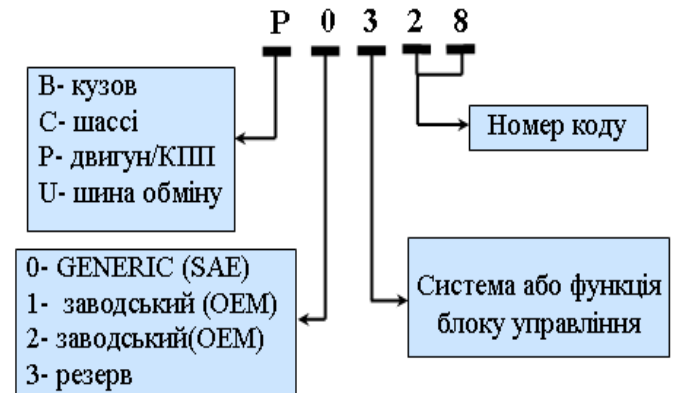 P 0 3 2 8
B- кузов
C- шассі
P- двигун/КПП
U- шина обміну
Номер коду
0- GENERIC (SAE)
1- заводський (OEM)
2- заводський(OEM)
3- резерв
Система або функція
блоку управління